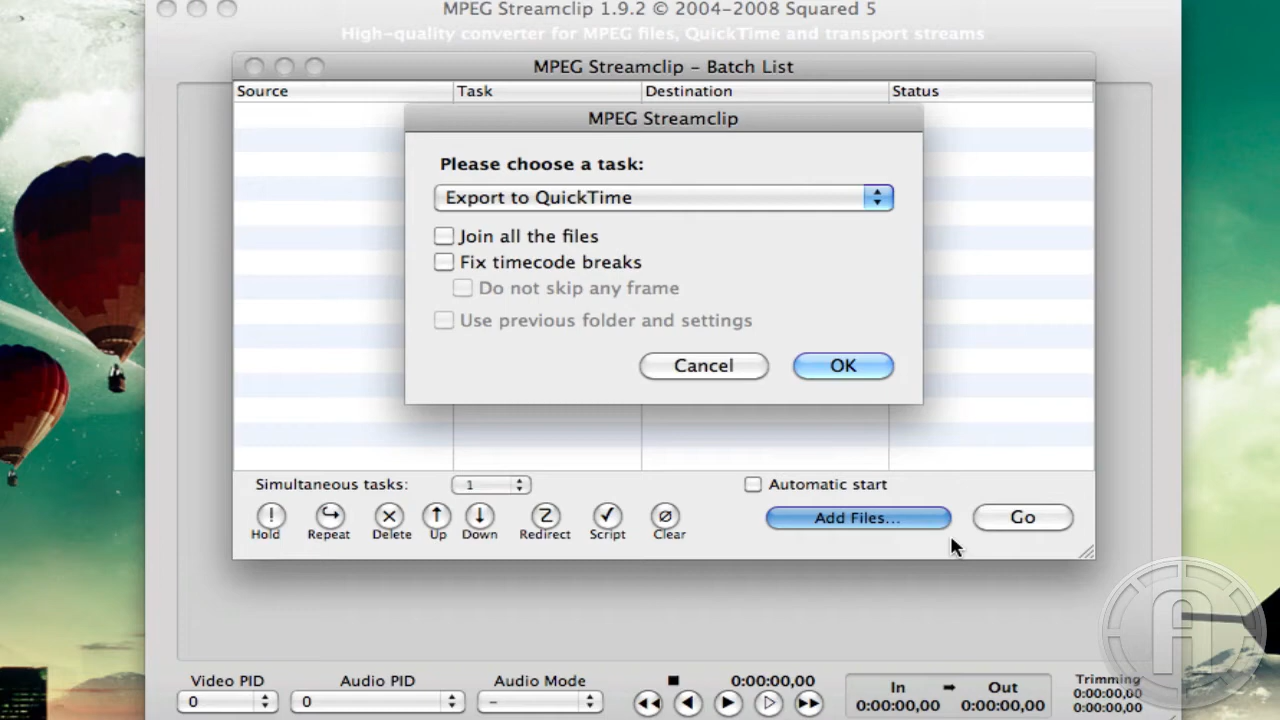 MPEG Streamclip 1.9.2 © 2004-2008 Squared 5
High-quality converter for MPEG files, QuickTime and transport streams
MPEG Streamclip - Batch List
Source Task Destination Status
MPEG Streamclip
Please choose a task:
Export to QuickTime
Join all the files
Fix timecode breaks
Do not skip any frame
Use previous folder and settings
Cancel OK
Simultaneous tasks: 1 Automatic start
Add Files... Go
Hold Repeat Delete Up Down Redirect Script Clear
Video PID Audio PID Audio Mode 0:00:00,00 In Out Trimming
0 0 - 0:00:00,00 0:00:00,00 0:00:00,00
0:00:00,00